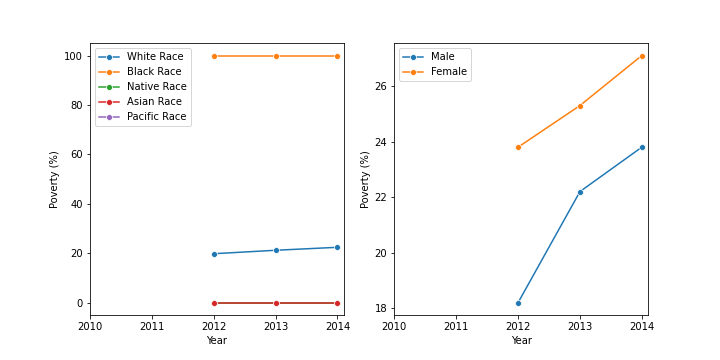 White Race
Black Race
Native Race
Asian Race
Pacific Race
100
80
60
40
20
0
Poverty (%)
2010 2011 2012 2013 2014
Year
Male
Female
26
24
22
20
18
Poverty (%)
2010 2011 2012 2013 2014
Year